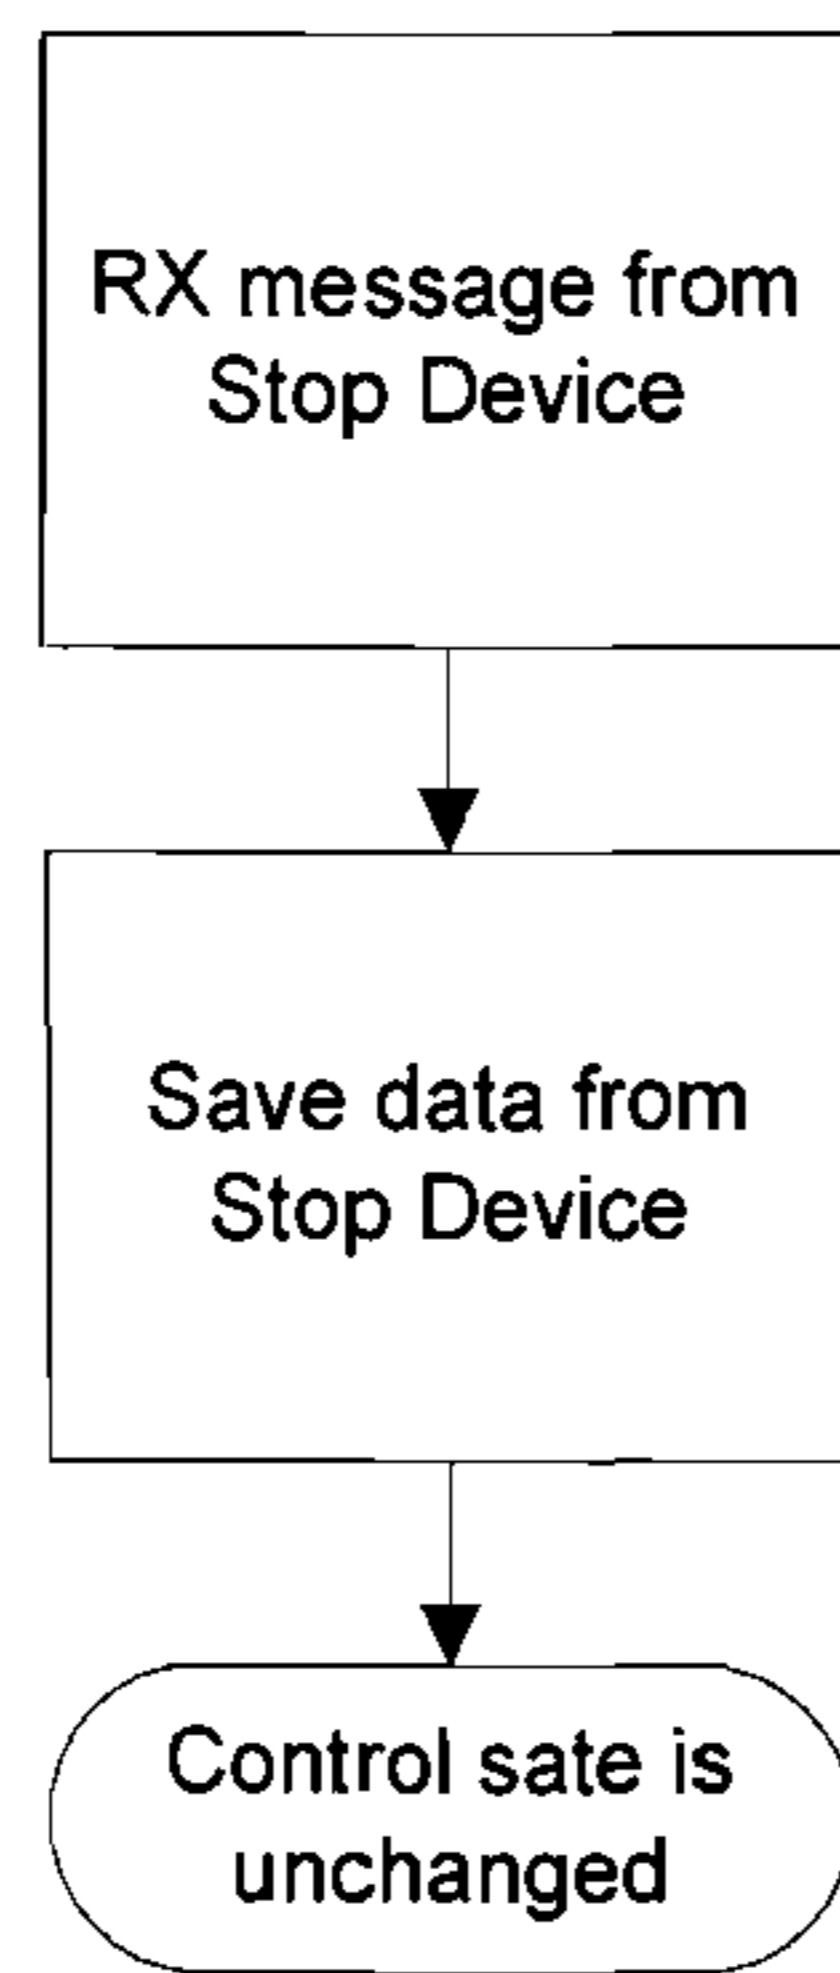 RX message from
Stop Device
Save data from
Stop Device
Control sate is
unchanged